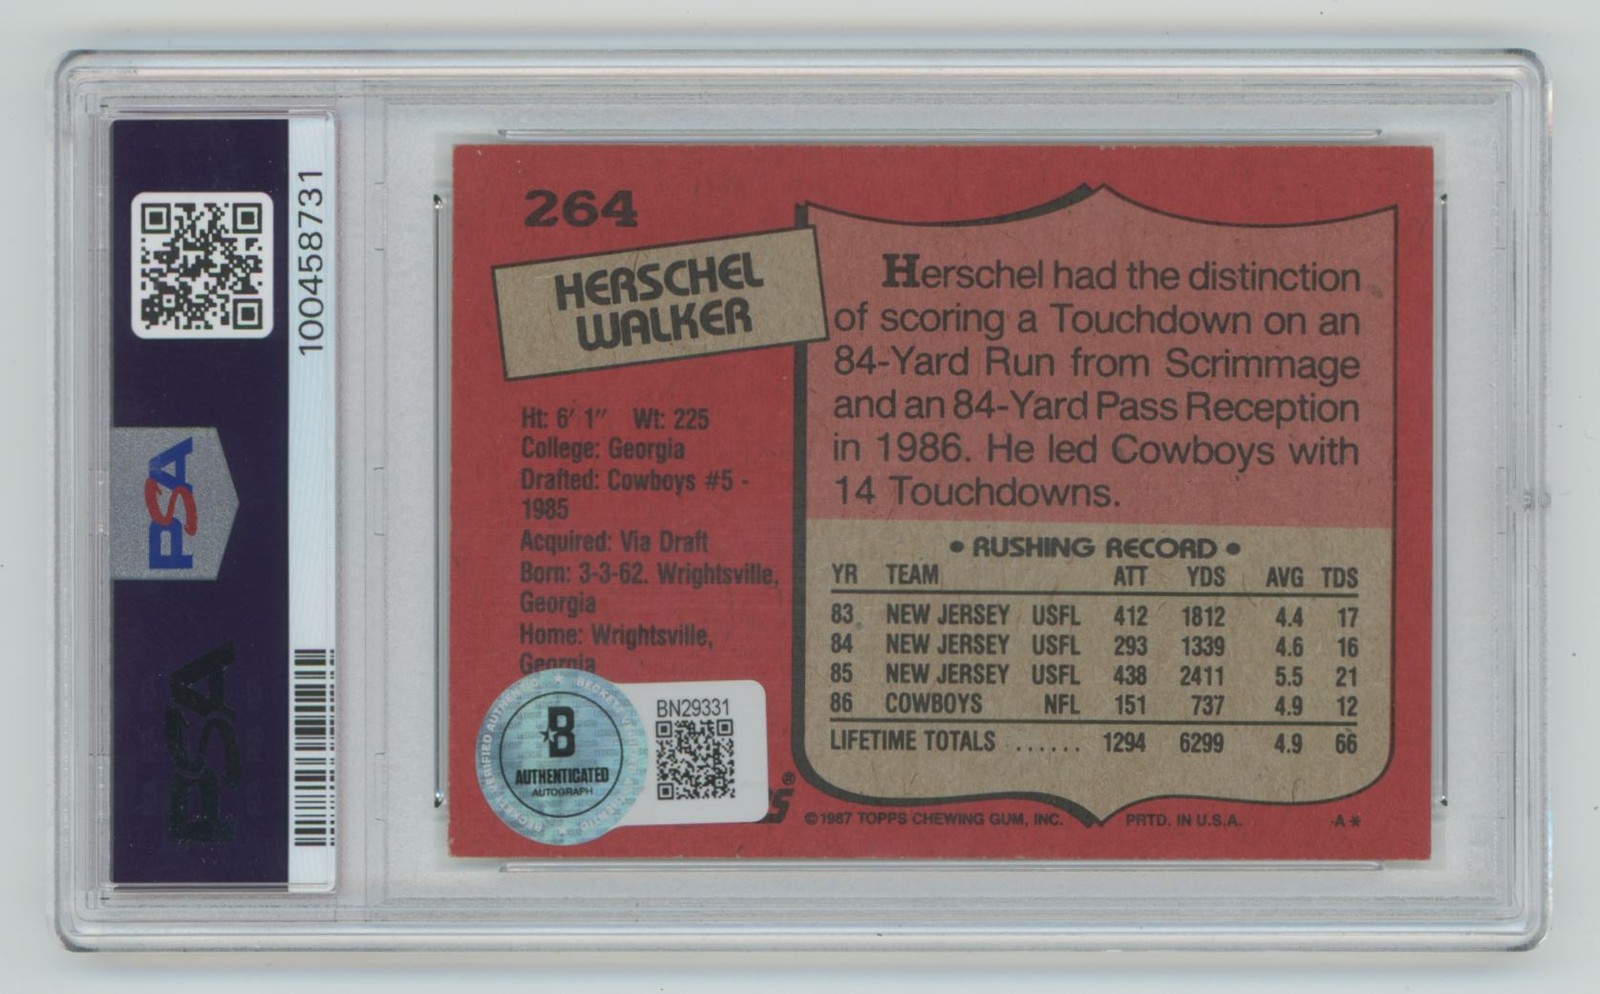 100458731
PSA
PSA
264
HERSCHEL
WALKER
Ht: 6' 1" Wt: 225
College: Georgia
Drafted: Cowboys #5 -
1985
Acquired: Via Draft
Born: 3-3-62. Wrightsville,
Georgia
Home: Wrightsville,
Georgia
B
AUTHENTICATED
AUTOGRAPH
BN29331
Herschel had the distinction
of scoring a Touchdown on an
84-Yard Run from Scrimmage
and an 84-Yard Pass Reception
in 1986. He led Cowboys with
14 Touchdowns.
• RUSHING RECORD •
YR TEAM ATT YDS AVG TDS
83 NEW JERSEY USFL 412 1812 4.4 17
84 NEW JERSEY USFL 293 1339 4.6 16
85 NEW JERSEY USFL 438 2411 5.5 21
86 COWBOYS NFL 151 737 4.9 12
LIFETIME TOTALS ...... 1294 6299 4.9 66
©1987 TOPPS CHEWING GUM, INC. PRTD. IN U.S.A. -A*